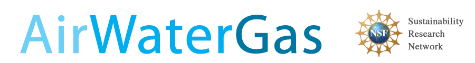 AirWaterGas
NSF
Sustainability
Research
Network